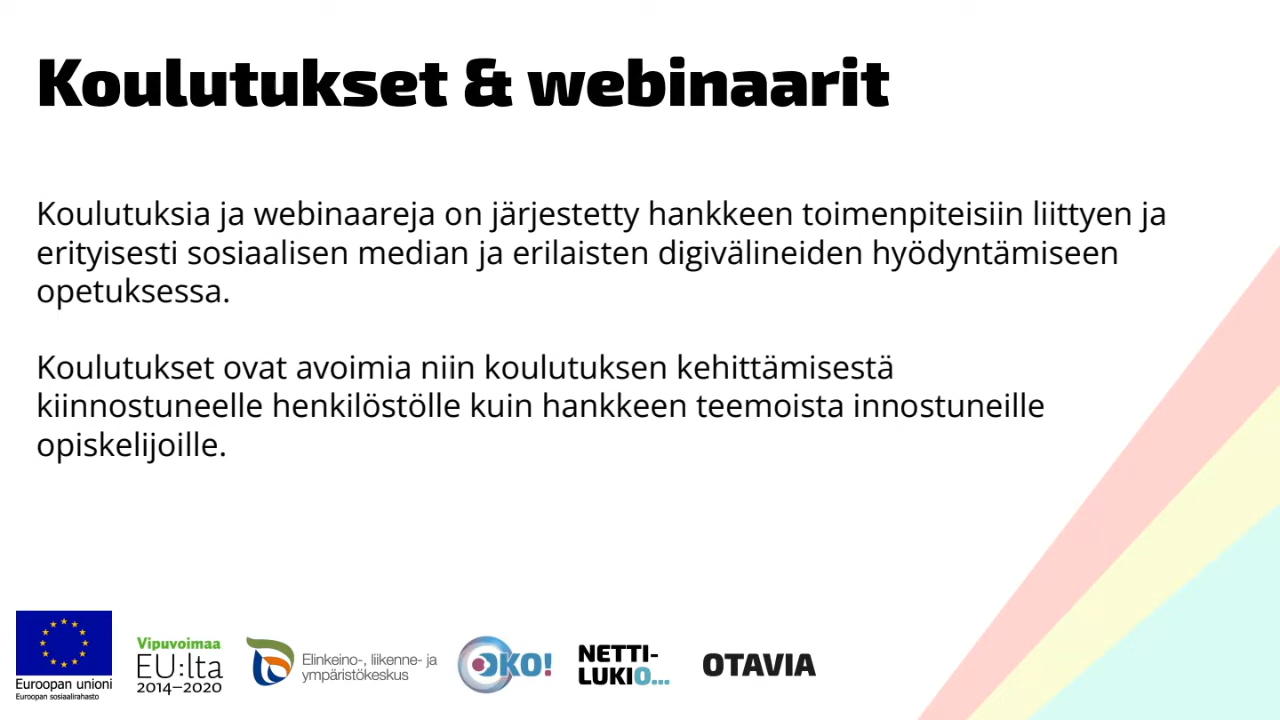 Koulutukset & webinaarit
Koulutuksia ja webinaareja on järjestetty hankkeen toimenpiteisiin liittyen ja
erityisesti sosiaalisen median ja erilaisten digivälineiden hyödyntämiseen
opetuksessa.
Koulutukset ovat avoimia niin koulutuksen kehittämisestä
kiinnostuneelle henkilöstölle kuin hankkeen teemoista innostuneille
opiskelijoille.
Euroopan unioni
Euroopan sosiaalirahasto
Vipuvoimaa
EU:lta
2014–2020
Elinkeino-, liikenne- ja
ympäristökeskus
OKO!
NETTI-
LUKIO...
OTAVIA